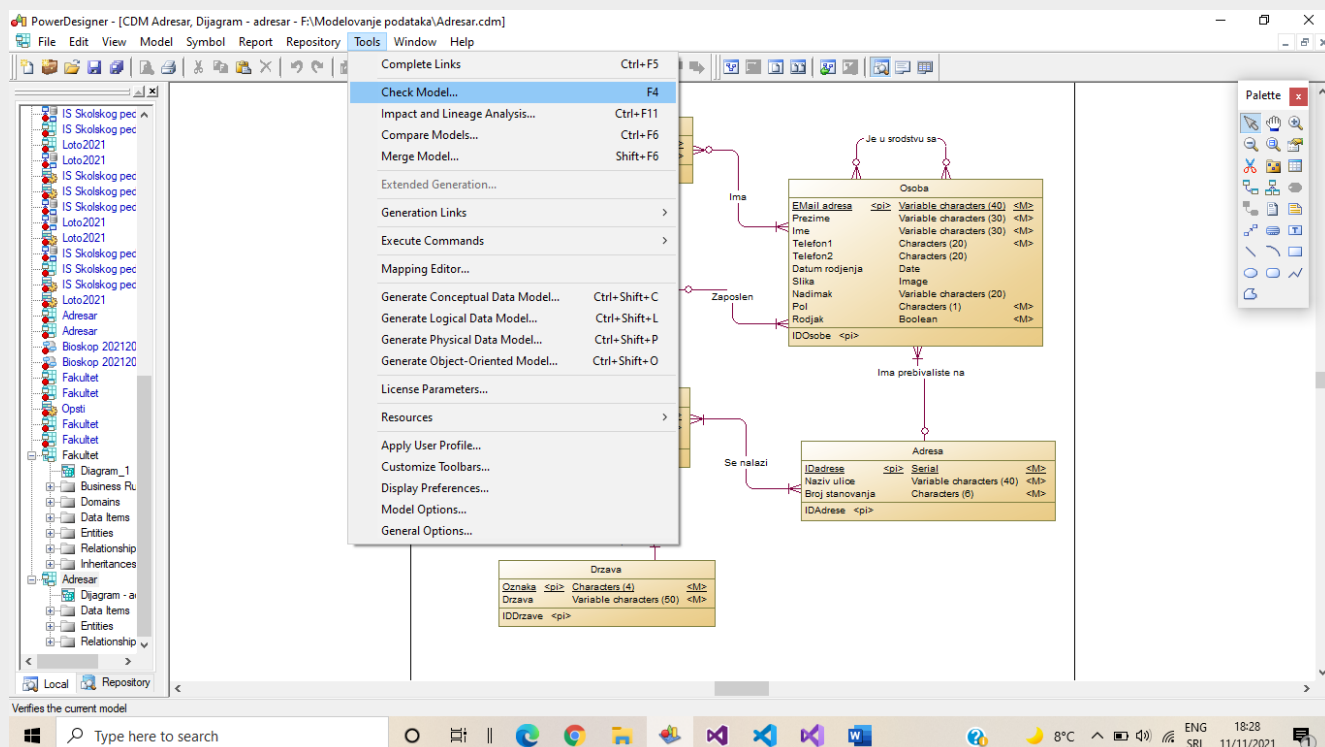 PowerDesigner - [CDM Adresar, Dijagram - adresar - F:\Modelovanje podataka\Adresar.cdm]
File Edit View Model Symbol Report Repository Tools Window Help
Complete Links Ctrl+F5
Check Model... F4
Impact and Lineage Analysis... Ctrl+F11
Compare Models... Ctrl+F6
Merge Model... Shift+F6
Extended Generation...
Generation Links
Execute Commands
Mapping Editor...
Generate Conceptual Data Model... Ctrl+Shift+C
Generate Logical Data Model... Ctrl+Shift+L
Generate Physical Data Model... Ctrl+Shift+P
Generate Object-Oriented Model... Ctrl+Shift+O
License Parameters...
Resources
Apply User Profile...
Customize Toolbars...
Display Preferences...
Model Options...
General Options...
IS Skolskog pec
IS Skolskog pec
Loto2021
Loto2021
IS Skolskog pec
IS Skolskog pec
IS Skolskog pec
Loto2021
Loto2021
IS Skolskog pec
IS Skolskog pec
IS Skolskog pec
Loto2021
Adresar
Adresar
Bioskop 202120
Bioskop 202120
Fakultet
Fakultet
Opsti
Fakultet
Fakultet
Fakultet
Diagram_1
Business Ru
Domains
Data Items
Entities
Relationship
Inheritances
Adresar
Dijagram - a
Data Items
Entities
Relationship
Local Repository
Palette
Je u srodstvu sa
Ima
Zaposlen
Osoba
EMail adresa <pi> Variable characters (40) <M>
Prezime Variable characters (30) <M>
Ime Variable characters (30) <M>
Telefon1 Characters (20) <M>
Telefon2 Characters (20)
Datum rodjenja Date
Slika Image
Nadimak Variable characters (20)
Pol Characters (1) <M>
Rodjak Boolean <M>
IDOsobe <pi>
Ima prebivaliste na
Se nalazi
Adresa
IDadrese <pi> Serial <M>
Naziv ulice Variable characters (40) <M>
Broj stanovanja Characters (6) <M>
IDAdrese <pi>
Drzava
Oznaka <pi> Characters (4) <M>
Drzava Variable characters (50) <M>
IDDrzave <pi>
Verifies the current model
Type here to search
8°C
ENG
SRL
18:28
11/11/2021
1